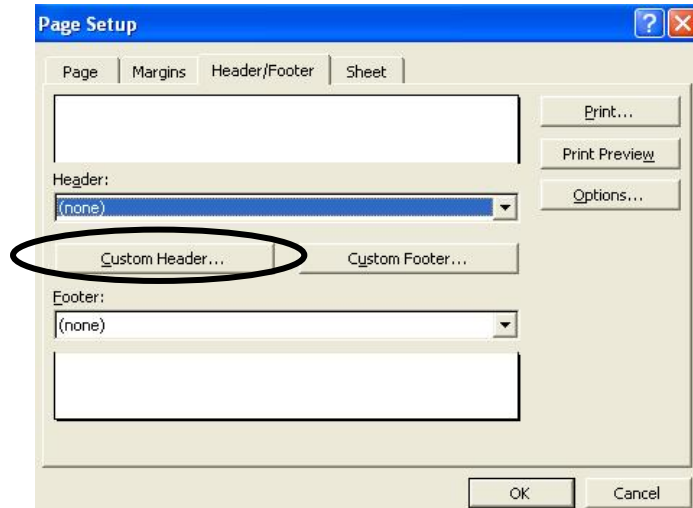 Page Setup
?
Page Margins Header/Footer Sheet
Print...
Print Preview
Header:
Options...
(none)
Custom Header... Custom Footer...
Footer:
(none)
OK Cancel